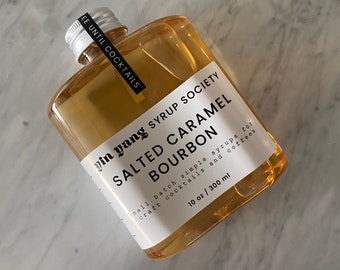 EE UNTIL COCKTAILS
yin yang SYRUP SOCIETY
SALTED CARAMEL
BOURBON
small batch simple syrups for
craft cocktails and coffees
10 oz / 300 ml